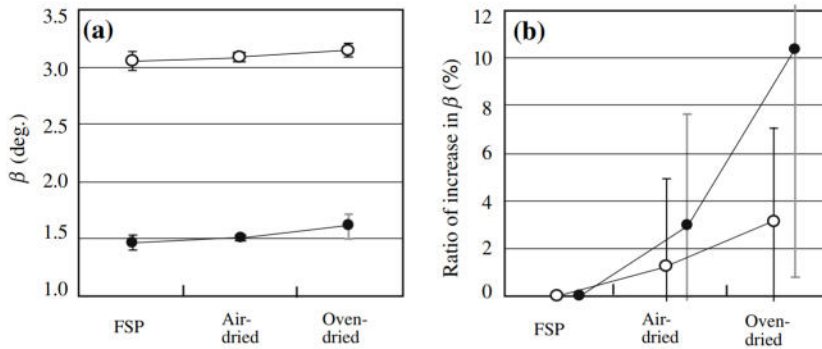 (a)
β (deg.)
3.5
3.0
2.5
2.0
1.5
1.0
FSP
Air-
dried
Oven-
dried
(b)
Ratio of increase in β (%)
12
10
8
6
4
2
0
FSP
Air-
dried
Oven-
dried